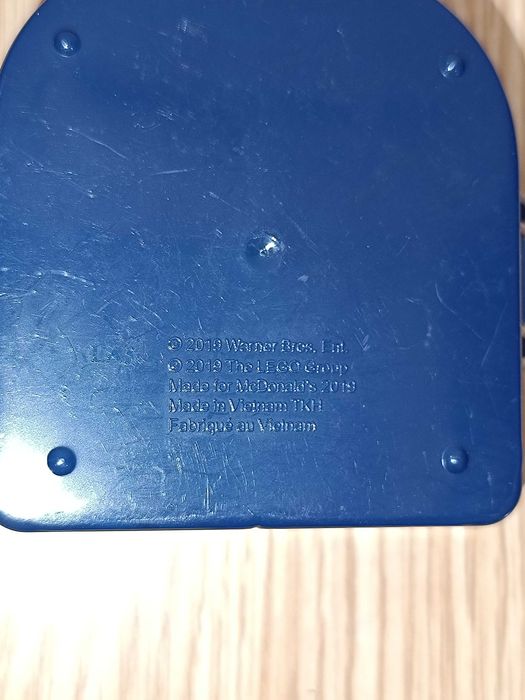 © 2019 Warner Bros. Ent.
© 2019 The LEGO Group
Made for McDonald's 2019
Made in Vietnam TKH
Fabriqué au Vietnam